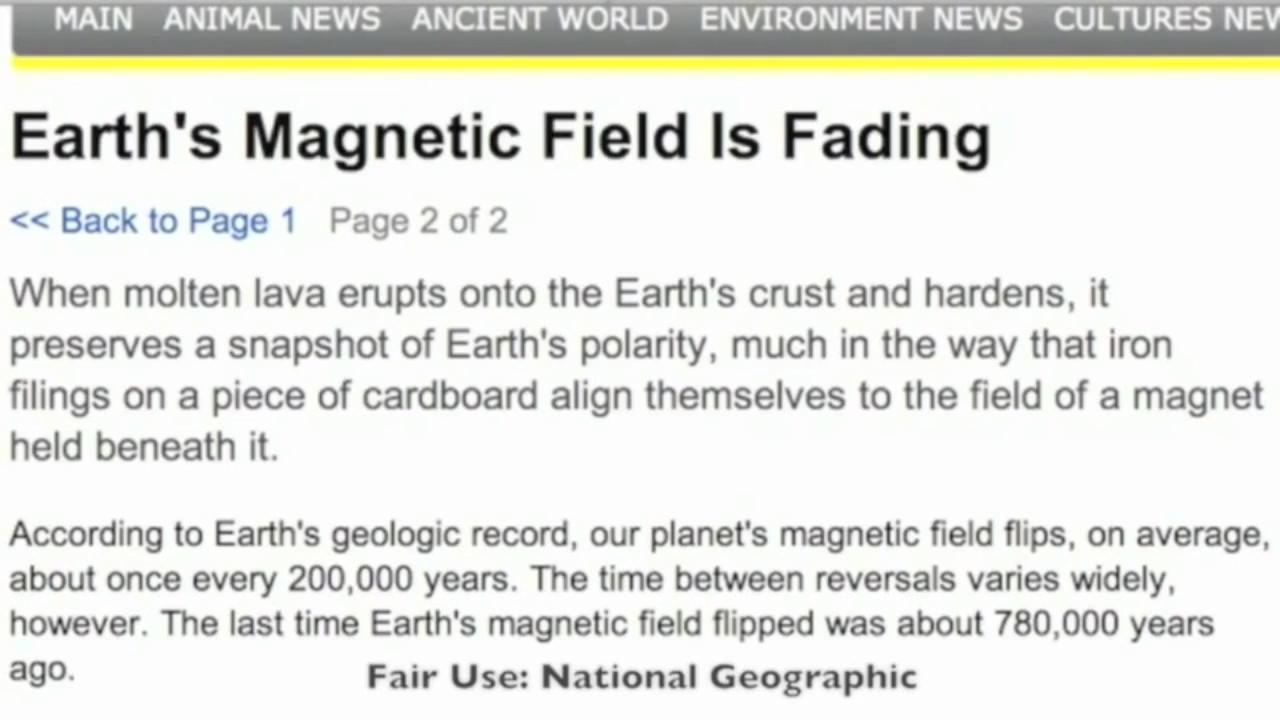 MAIN ANIMAL NEWS ANCIENT WORLD ENVIRONMENT NEWS CULTURES NEW
Earth's Magnetic Field Is Fading
<< Back to Page 1 Page 2 of 2
When molten lava erupts onto the Earth's crust and hardens, it
preserves a snapshot of Earth's polarity, much in the way that iron
filings on a piece of cardboard align themselves to the field of a magnet
held beneath it.
According to Earth's geologic record, our planet's magnetic field flips, on average,
about once every 200,000 years. The time between reversals varies widely,
however. The last time Earth's magnetic field flipped was about 780,000 years
ago.
Fair Use: National Geographic